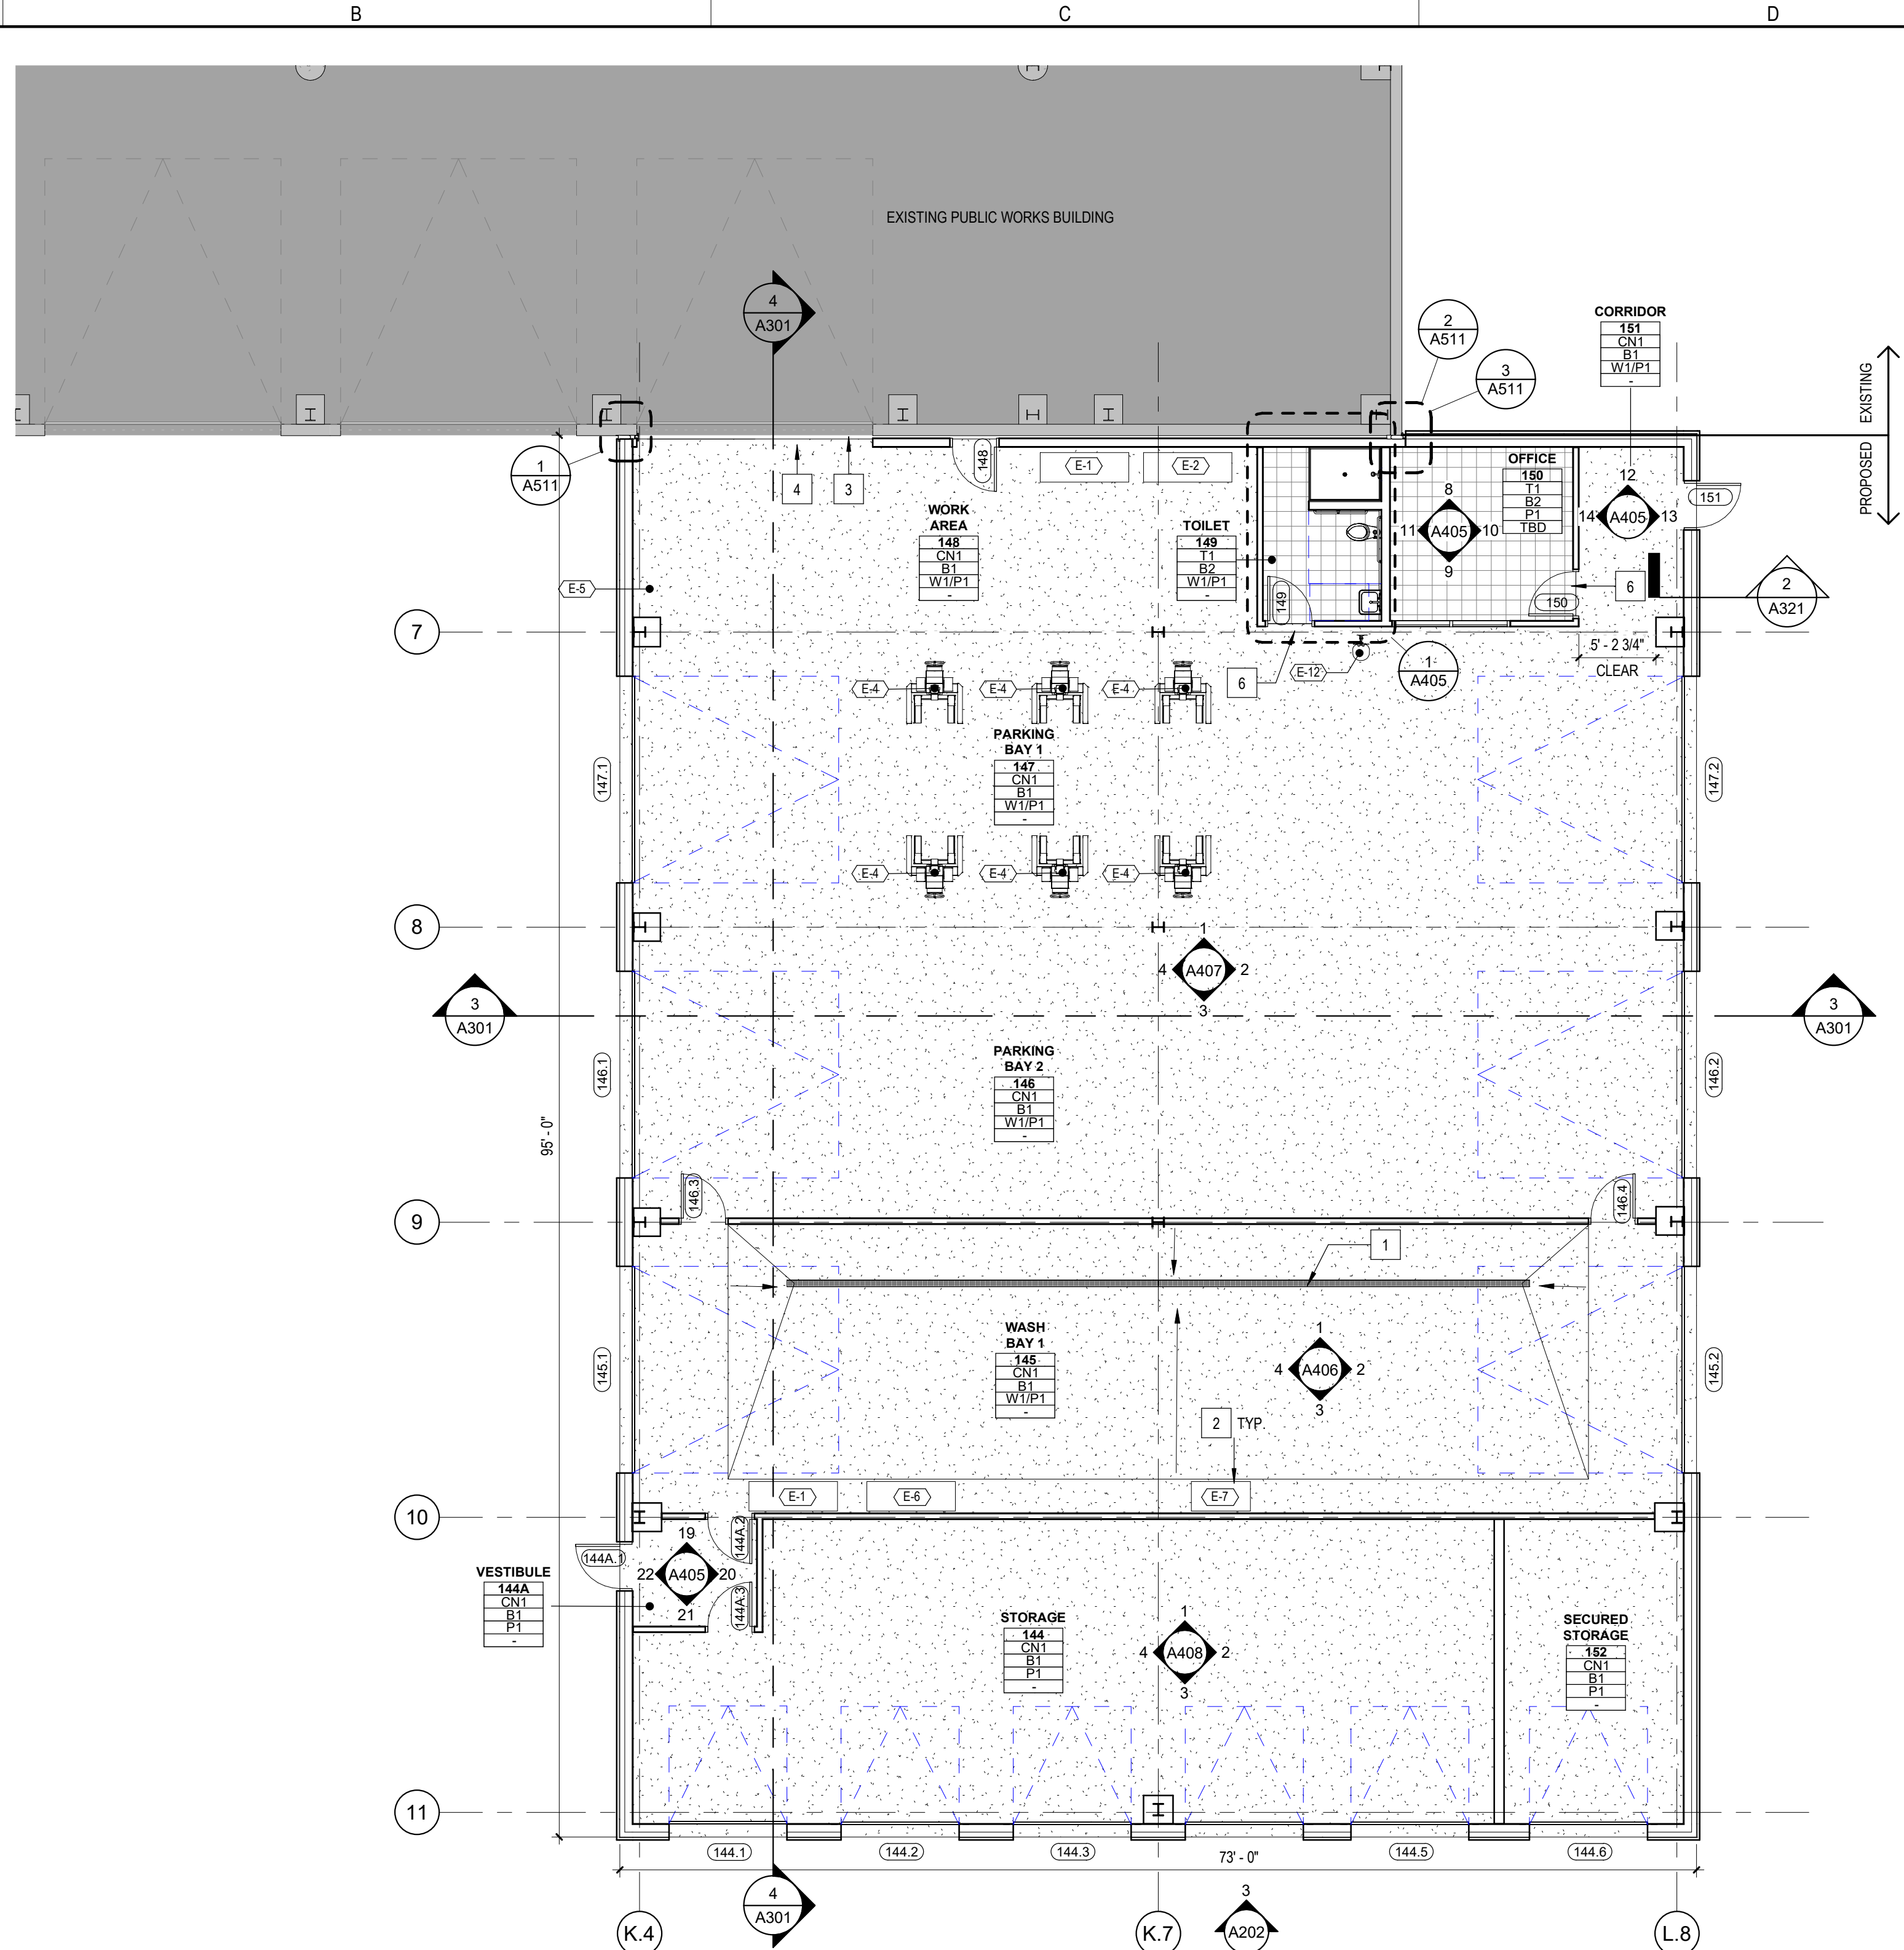 B
C
D
EXISTING PUBLIC WORKS BUILDING
4
A301
2
A511
3
A511
CORRIDOR
151
CN1
B1
W1/P1
-
EXISTING
PROPOSED
1
A511
4
3
148
E-1
E-2
OFFICE
150
T1
B2
P1
TBD
8
11
A405
10
9
12
14
A405
13
151
WORK
AREA
148
CN1
B1
W1/P1
-
TOILET
149
T1
B2
W1/P1
-
E-5
149
150
6
2
A321
7
5' - 2 3/4"
CLEAR
E-12
6
1
A405
E-4
E-4
E-4
PARKING
BAY 1
147
CN1
B1
W1/P1
-
147.1
147.2
E-4
E-4
E-4
8
1
4
A407
2
3
3
A301
3
A301
PARKING
BAY 2
146
CN1
B1
W1/P1
-
146.1
146.2
95' - 0"
146.3
146.4
9
1
WASH
BAY 1
145
CN1
B1
W1/P1
-
1
4
A406
2
3
145.1
145.2
2
TYP.
E-1
E-6
E-7
10
144A.1
144A.2
144A.3
19
22
A405
20
21
VESTIBULE
144A
CN1
B1
P1
-
STORAGE
144
CN1
B1
P1
-
1
4
A408
2
3
SECURED
STORAGE
152
CN1
B1
P1
-
11
144.1
144.2
144.3
73' - 0"
144.5
144.6
4
A301
3
A202
K.4
K.7
L.8